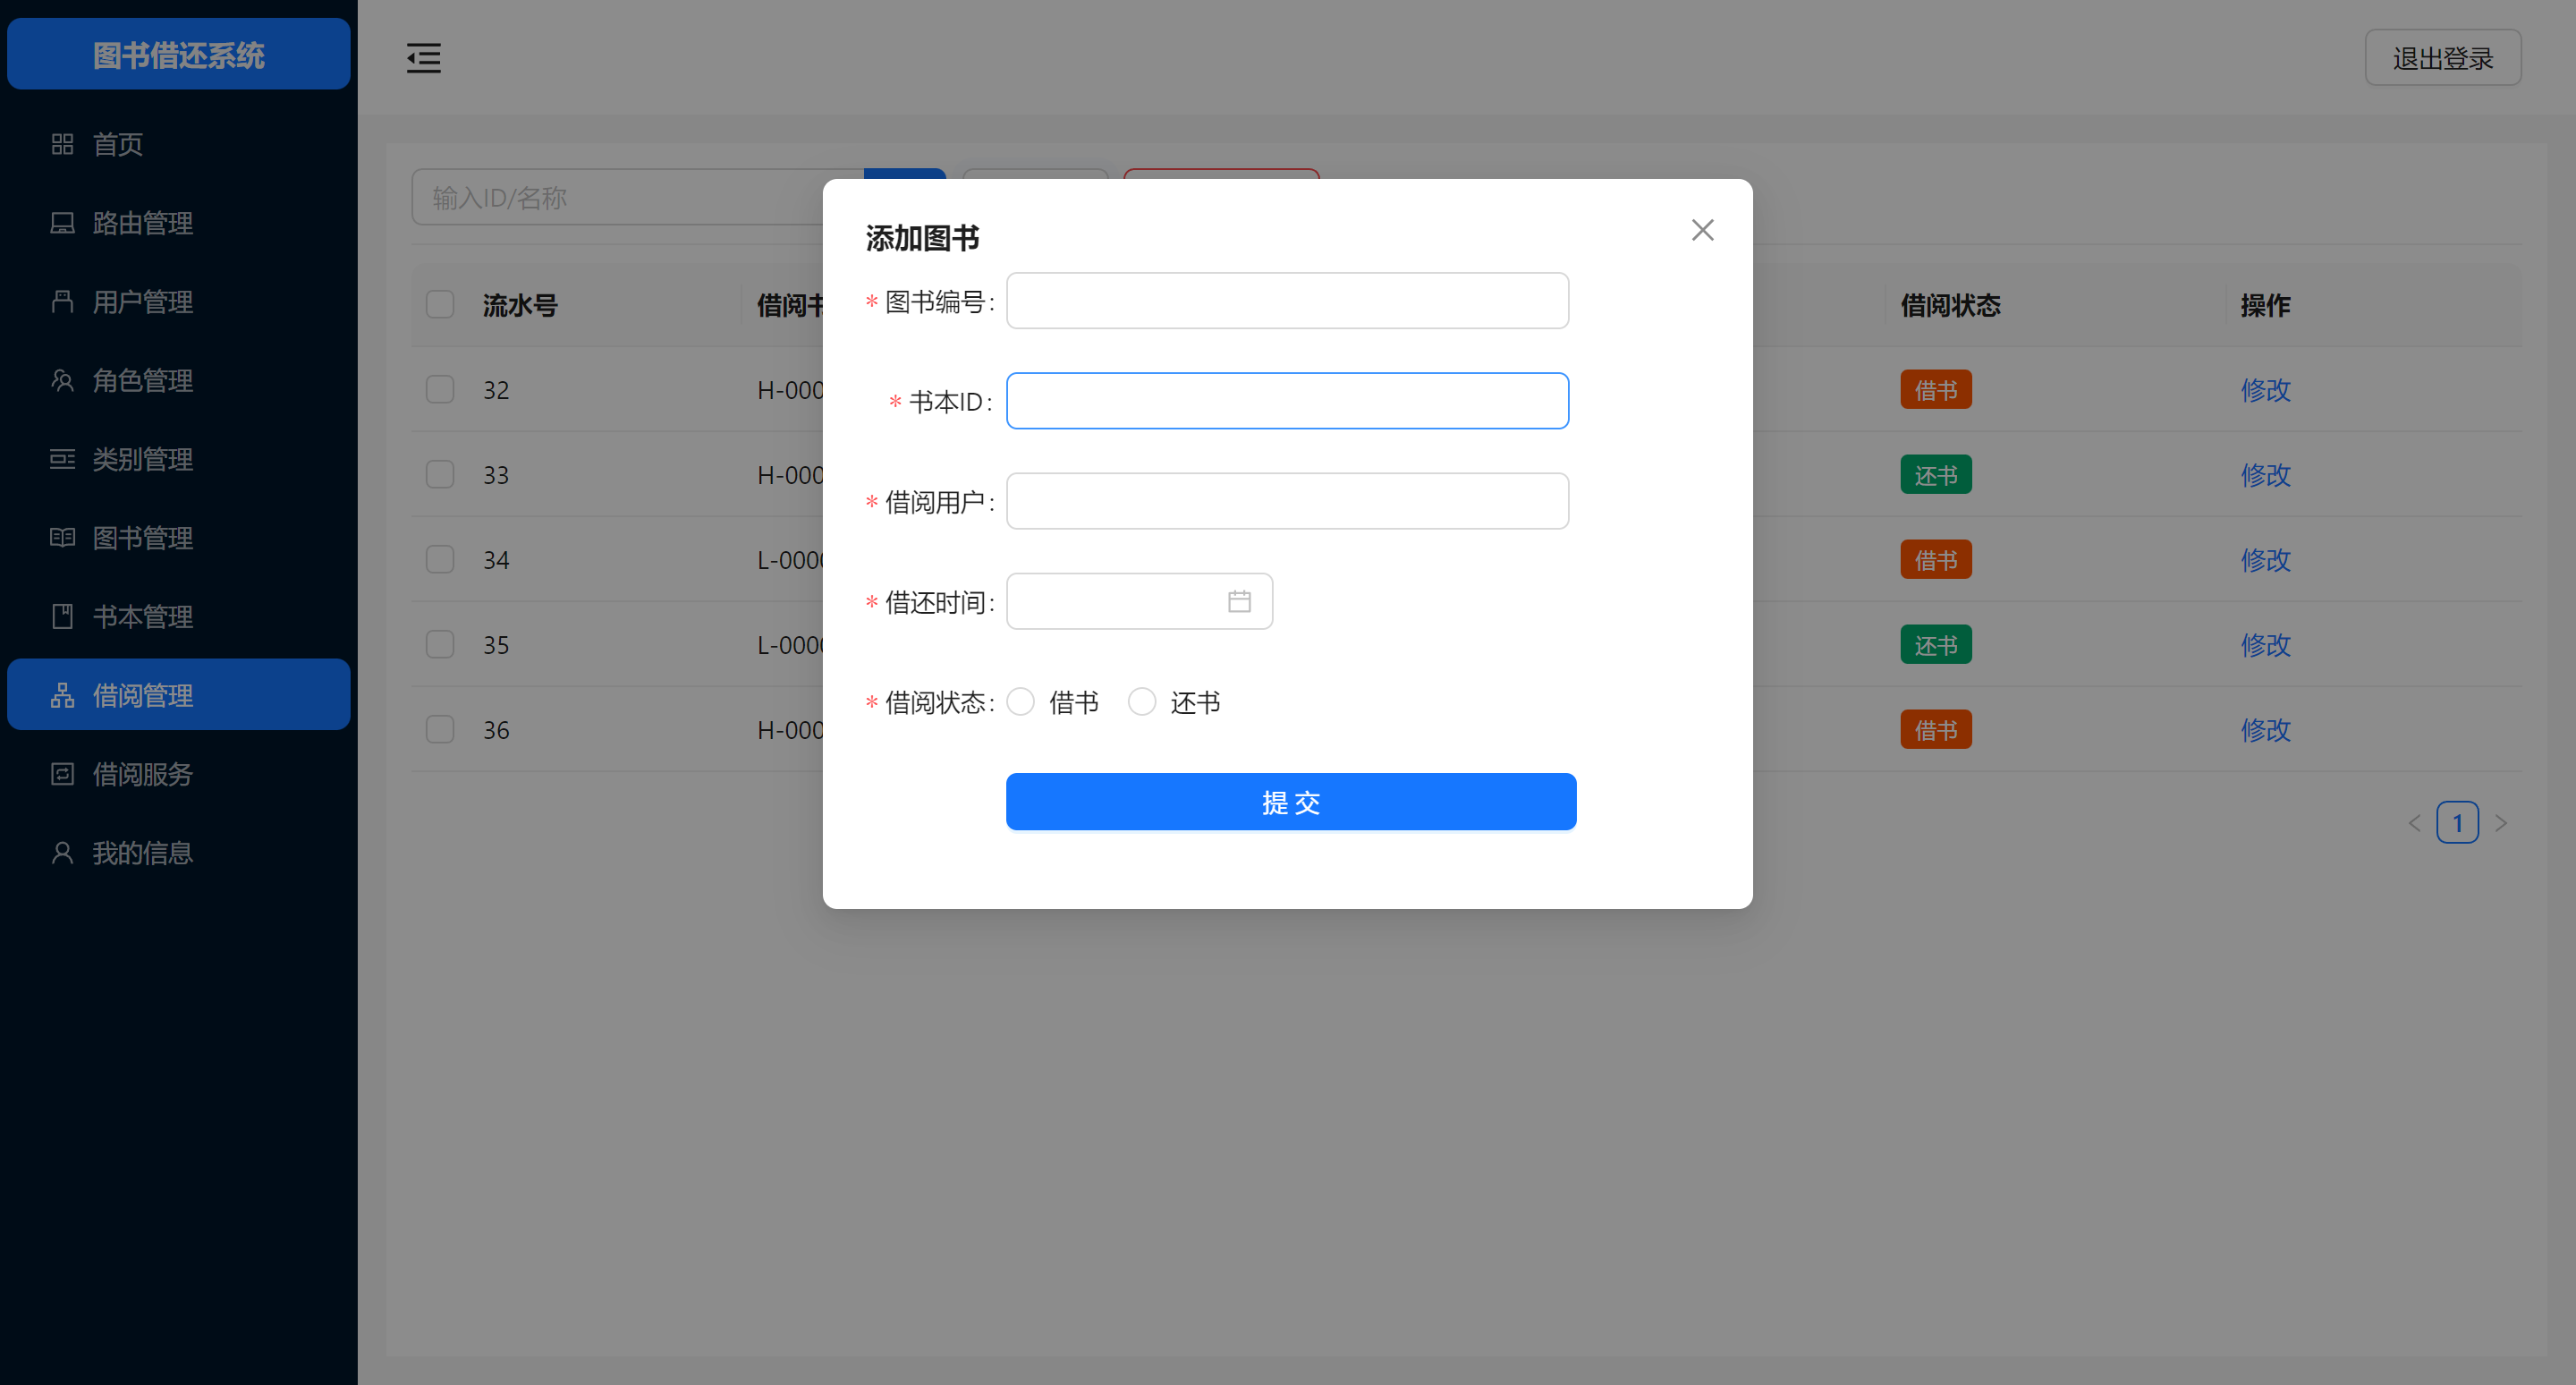 图书借还系统
首页
路由管理
用户管理
角色管理
类别管理
图书管理
书本管理
借阅管理
借阅服务
我的信息
退出登录
输入ID/名称
流水号 借阅书 借阅状态 操作
32 H-000 借书 修改
33 H-000 还书 修改
34 L-0000 借书 修改
35 L-0000 还书 修改
36 H-000 借书 修改
1
添加图书
* 图书编号:
* 书本ID:
* 借阅用户:
* 借还时间:
* 借阅状态: 借书 还书
提 交